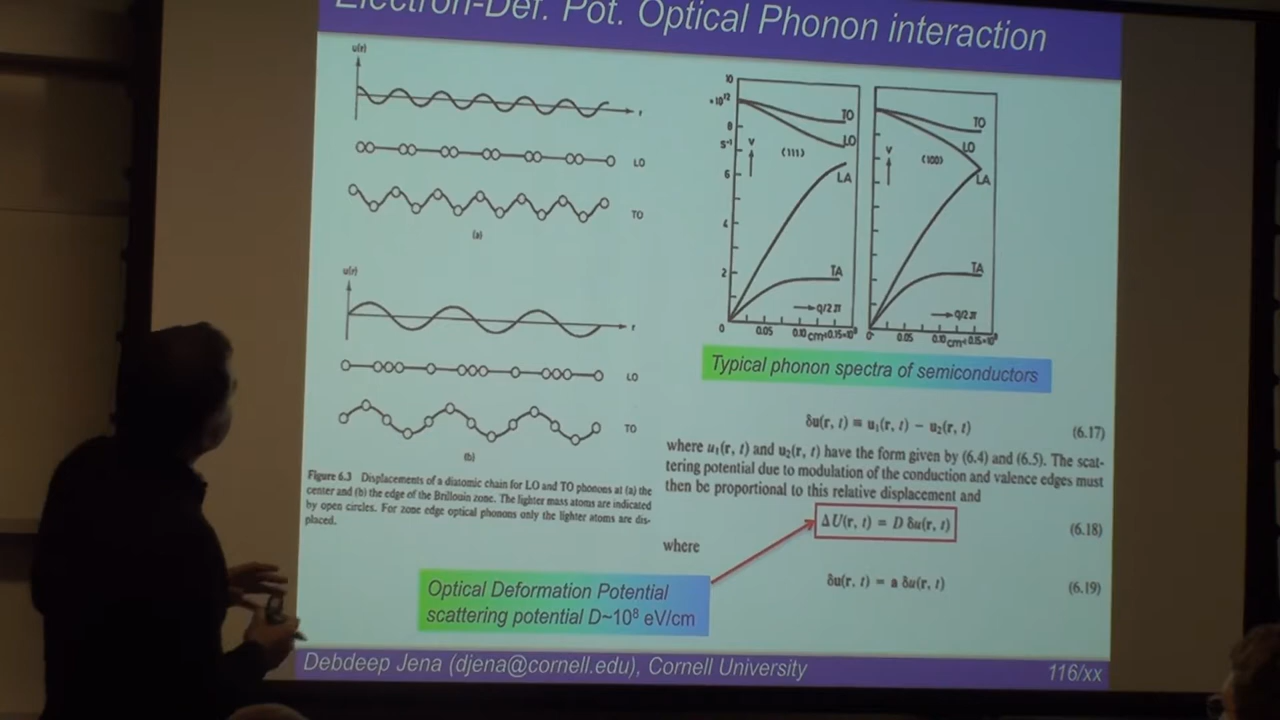 Electron-Def. Pot. Optical Phonon interaction
u(r)
r
LO
TO
(a)
u(r)
r
LO
TO
(b)
Figure 6.3 Displacements of a diatomic chain for LO and TO phonons at (a) the
center and (b) the edge of the Brillouin zone. The lighter mass atoms are indicated
by open circles. For zone edge optical phonons only the lighter atoms are dis-
placed.
10
×10¹²
8
s⁻¹
6
4
2
0
ν
(111)
TO
LO
LA
TA
q/2π
0.05
0.10
cm⁻¹
0.15×10⁸
ν
(100)
TO
LO
LA
TA
q/2π
0
0.05
0.10
cm⁻¹
0.15×10⁸
Typical phonon spectra of semiconductors
δu(r, t) = u₁(r, t) − u₂(r, t) (6.17)
where u₁(r, t) and u₂(r, t) have the form given by (6.4) and (6.5). The scat-
tering potential due to modulation of the conduction and valence edges must
then be proportional to this relative displacement and
ΔU(r, t) = D δu(r, t) (6.18)
where
δu(r, t) = a δu(r, t) (6.19)
Optical Deformation Potential
scattering potential D~10⁸ eV/cm
Debdeep Jena (djena@cornell.edu), Cornell University
116/xx